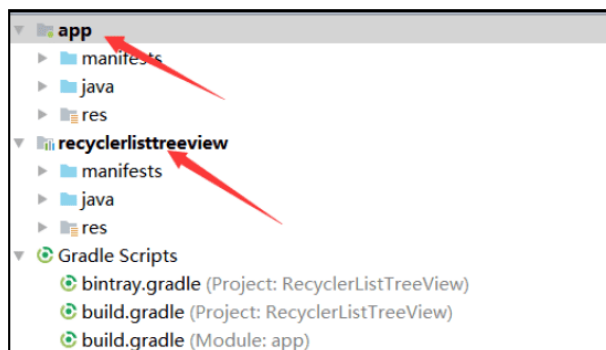 app
manifests
java
res
recyclerlisttreeview
manifests
java
res
Gradle Scripts
bintray.gradle (Project: RecyclerListTreeView)
build.gradle (Project: RecyclerListTreeView)
build.gradle (Module: app)